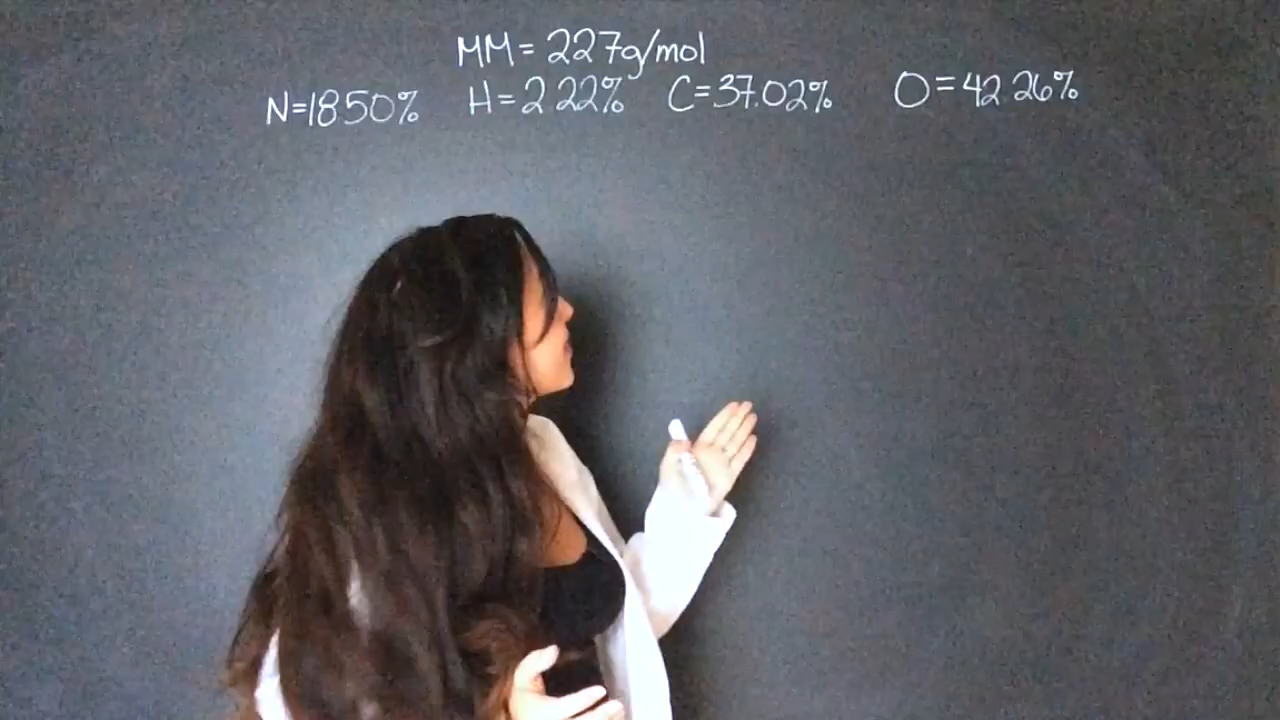 MM = 227g/mol
N=18.50% H=2.22% C=37.02% O=42.26%